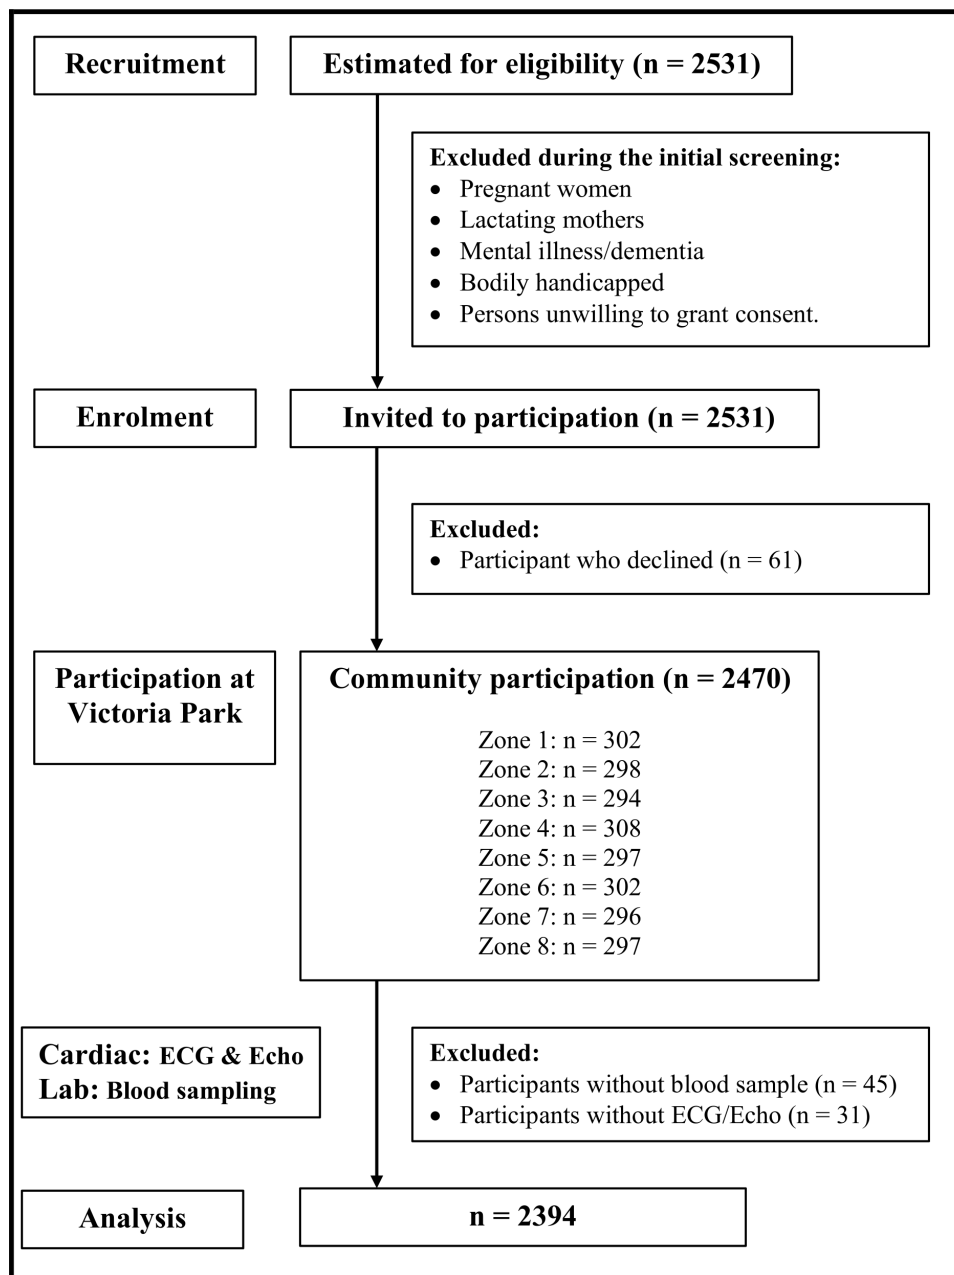 Recruitment
Estimated for eligibility (n = 2531)
Excluded during the initial screening:
• Pregnant women
• Lactating mothers
• Mental illness/dementia
• Bodily handicapped
• Persons unwilling to grant consent.
Enrolment
Invited to participation (n = 2531)
Excluded:
• Participant who declined (n = 61)
Participation at
Victoria Park
Community participation (n = 2470)
Zone 1: n = 302
Zone 2: n = 298
Zone 3: n = 294
Zone 4: n = 308
Zone 5: n = 297
Zone 6: n = 302
Zone 7: n = 296
Zone 8: n = 297
Cardiac: ECG & Echo
Lab: Blood sampling
Excluded:
• Participants without blood sample (n = 45)
• Participants without ECG/Echo (n = 31)
Analysis
n = 2394